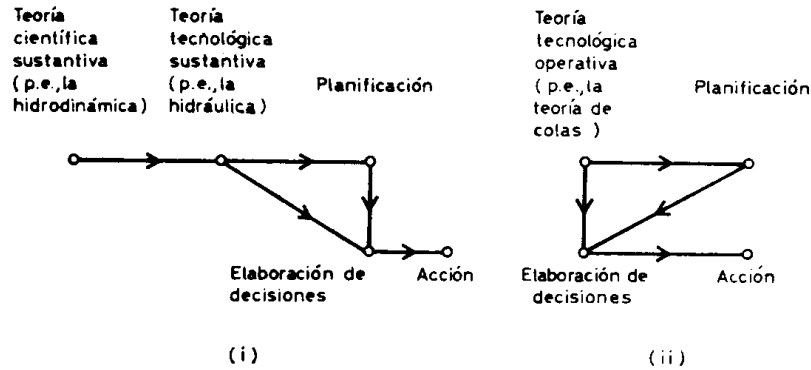 Teoría
científica
sustantiva
( p.e., la
hidrodinámica)
Teoría
tecnológica
sustantiva
( p.e., la
hidráulica)
Planificación
Elaboración de
decisiones
Acción
(i)
Teoría
tecnológica
operativa
( p.e., la
teoría de
colas )
Planificación
Elaboración de
decisiones
Acción
(ii)